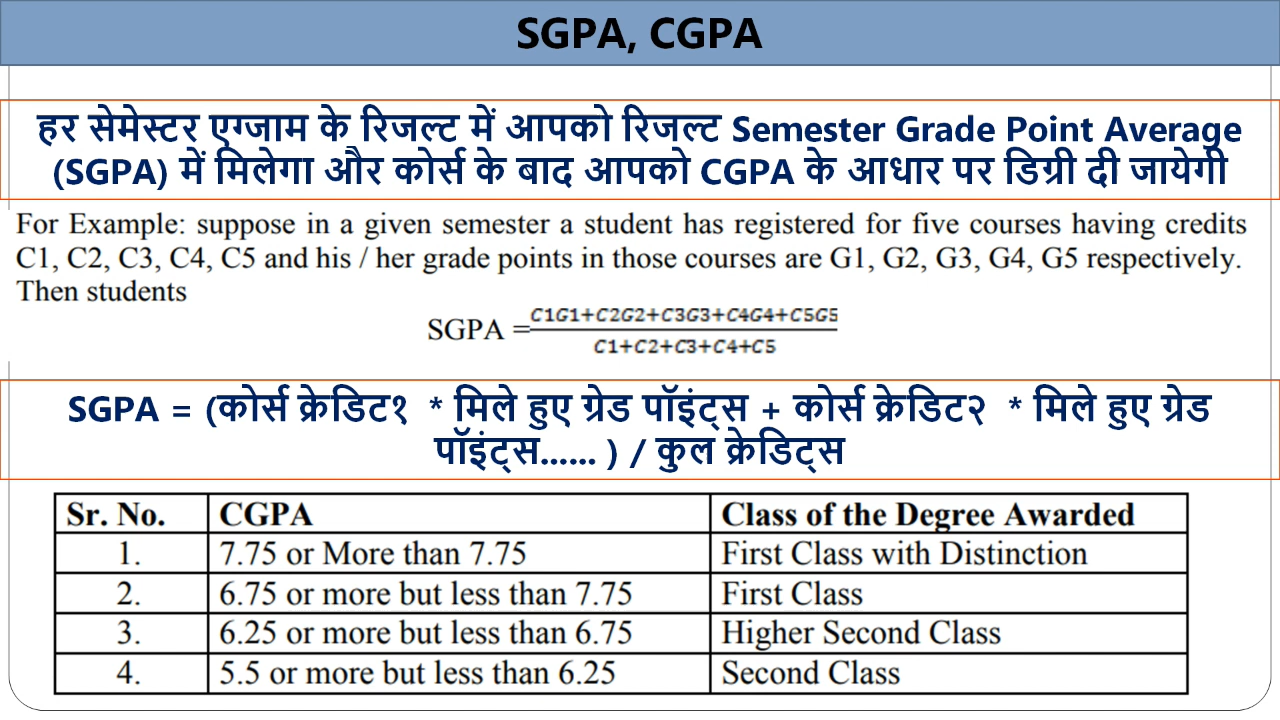 SGPA, CGPA
हर सेमेस्टर एग्जाम के रिजल्ट में आपको रिजल्ट Semester Grade Point Average
(SGPA) में मिलेगा और कोर्स के बाद आपको CGPA के आधार पर डिग्री दी जायेगी
For Example: suppose in a given semester a student has registered for five courses having credits
C1, C2, C3, C4, C5 and his / her grade points in those courses are G1, G2, G3, G4, G5 respectively.
Then students
SGPA = C1G1+C2G2+C3G3+C4G4+C5G5
C1+C2+C3+C4+C5
SGPA = (कोर्स क्रेडिट१ * मिले हुए ग्रेड पॉइंट्स + कोर्स क्रेडिट२ * मिले हुए ग्रेड
पॉइंट्स...... ) / कुल क्रेडिट्स
Sr. No. CGPA Class of the Degree Awarded
1. 7.75 or More than 7.75 First Class with Distinction
2. 6.75 or more but less than 7.75 First Class
3. 6.25 or more but less than 6.75 Higher Second Class
4. 5.5 or more but less than 6.25 Second Class